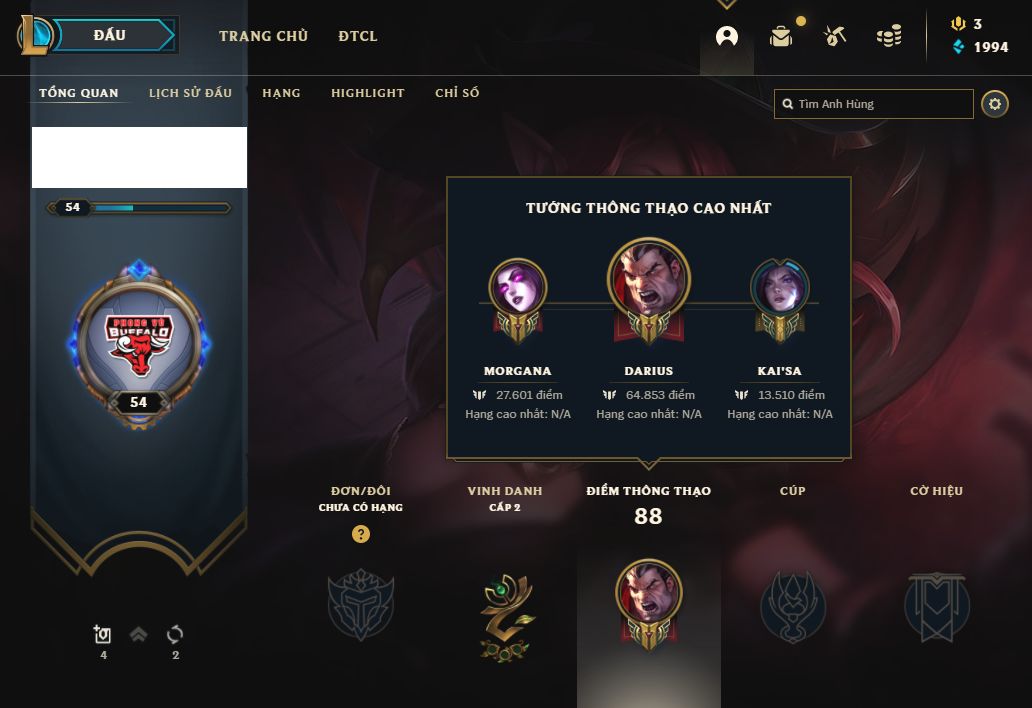 ĐẤU
TRANG CHỦ
ĐTCL
3
1994
TỔNG QUAN
LỊCH SỬ ĐẤU
HẠNG
HIGHLIGHT
CHỈ SỐ
Tìm Anh Hùng
54
TƯỚNG THÔNG THẠO CAO NHẤT
PHONG VŨ
BUFFALO
54
MORGANA
27.601 điểm
Hạng cao nhất: N/A
DARIUS
64.853 điểm
Hạng cao nhất: N/A
KAI'SA
13.510 điểm
Hạng cao nhất: N/A
ĐƠN/ĐÔI
CHƯA CÓ HẠNG
?
VINH DANH
CẤP 2
ĐIỂM THÔNG THẠO
88
CÚP
CỜ HIỆU
4
2